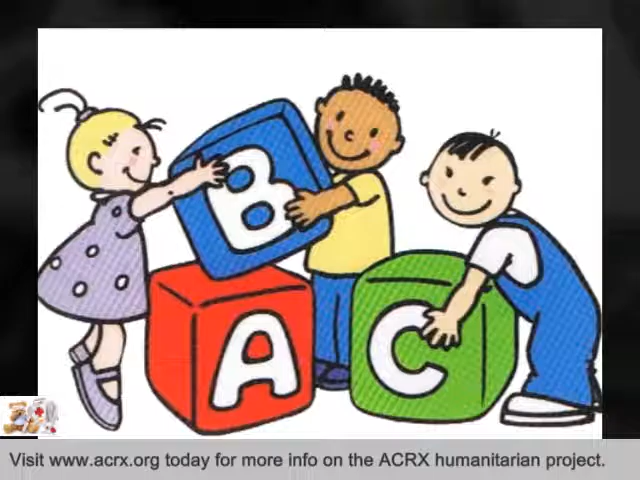 B
A C
Visit www.acrx.org today for more info on the ACRX humanitarian project.